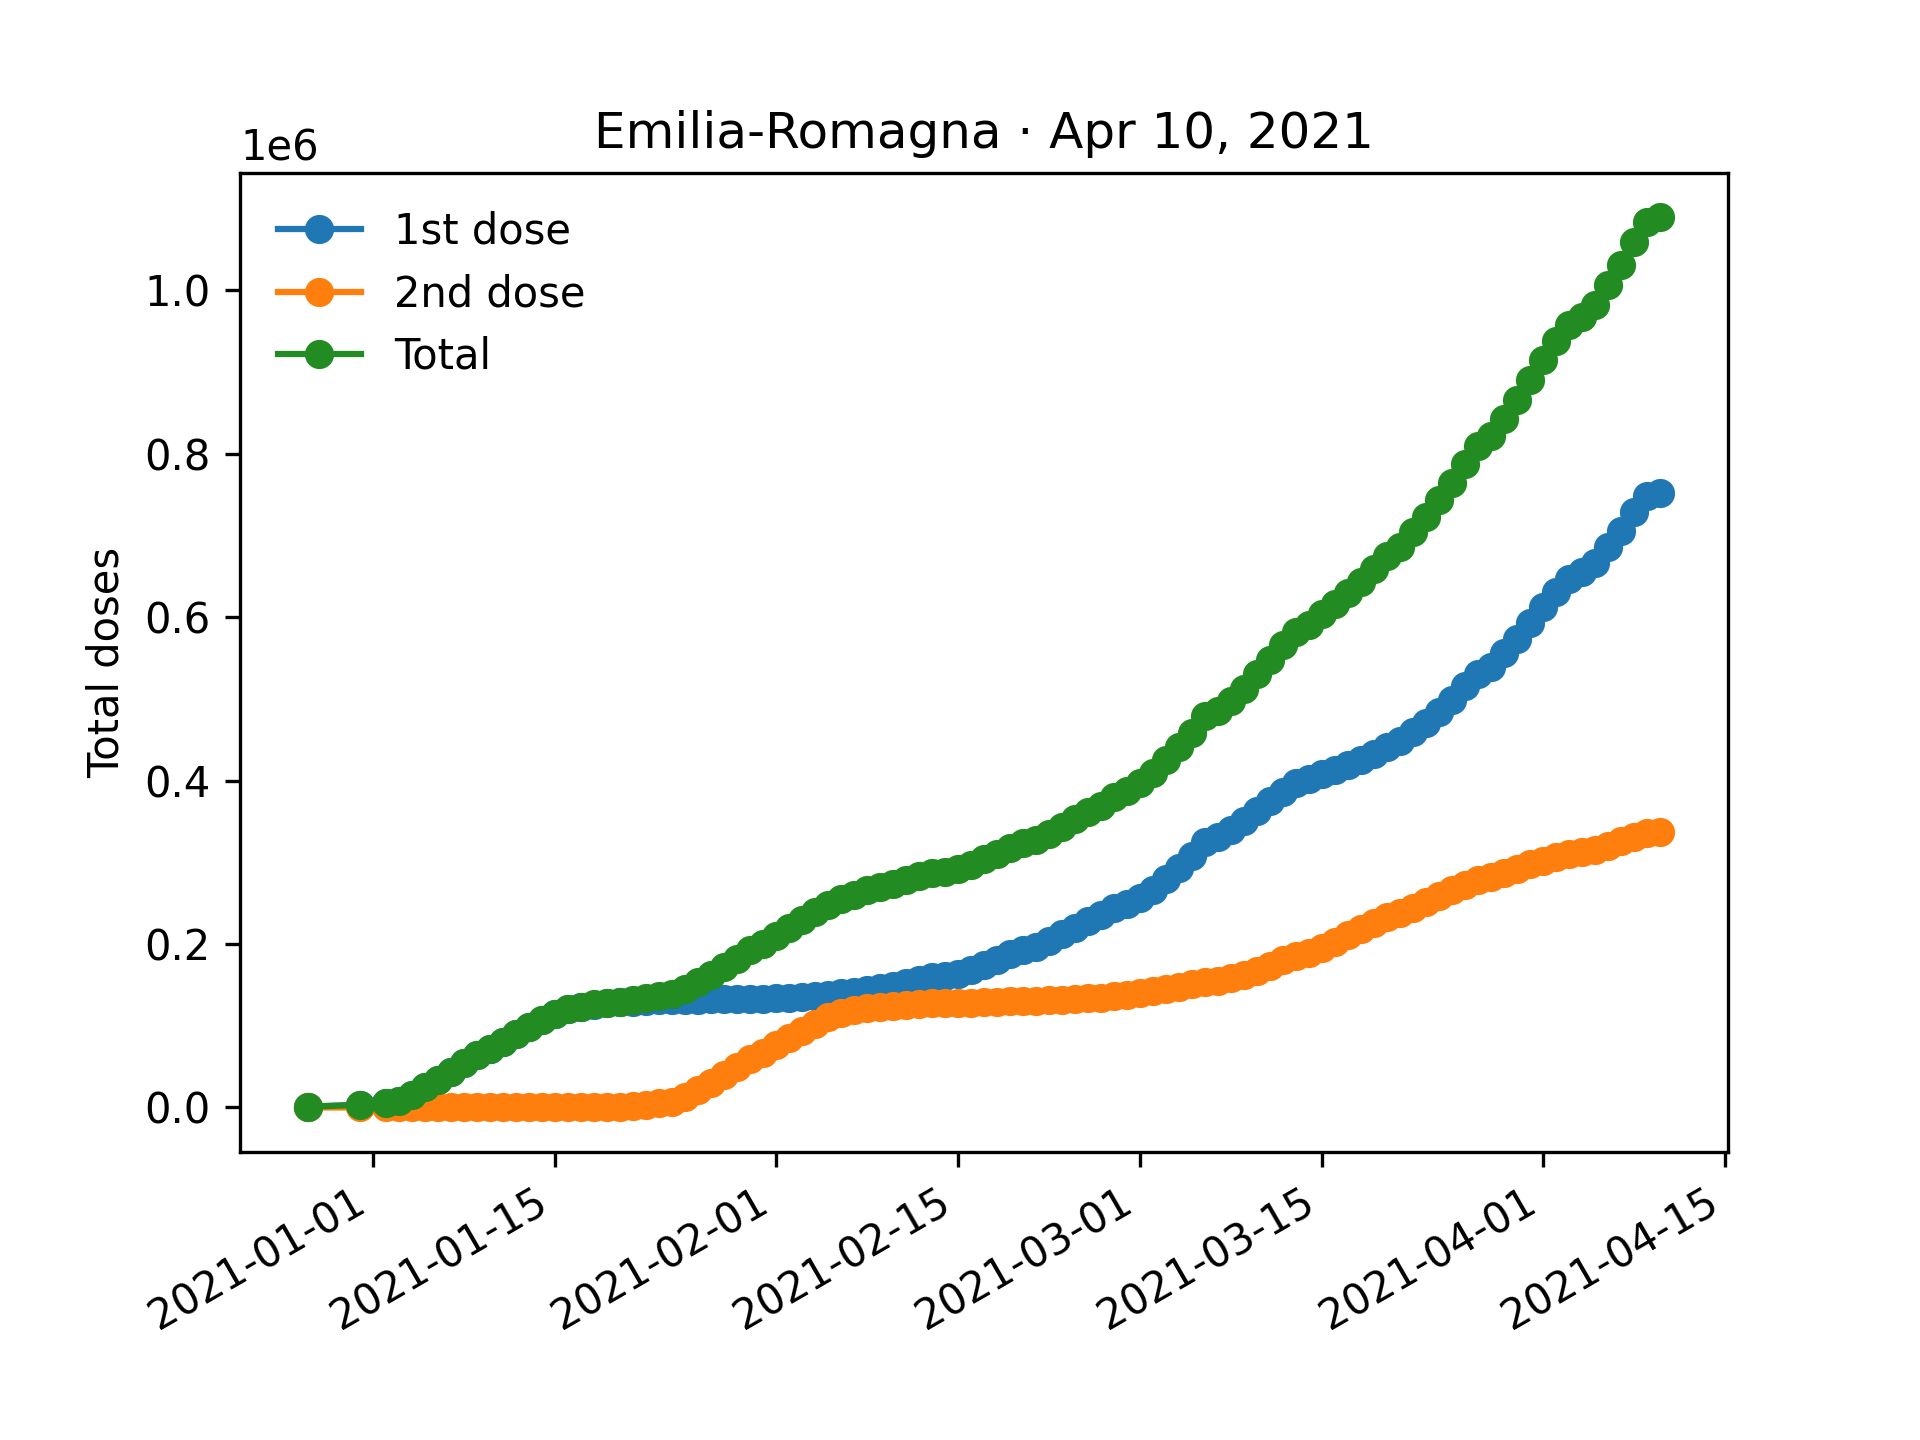 Emilia-Romagna · Apr 10, 2021
1e6
1st dose
2nd dose
Total
1.0
0.8
0.6
0.4
0.2
0.0
Total doses
2021-01-01
2021-01-15
2021-02-01
2021-02-15
2021-03-01
2021-03-15
2021-04-01
2021-04-15